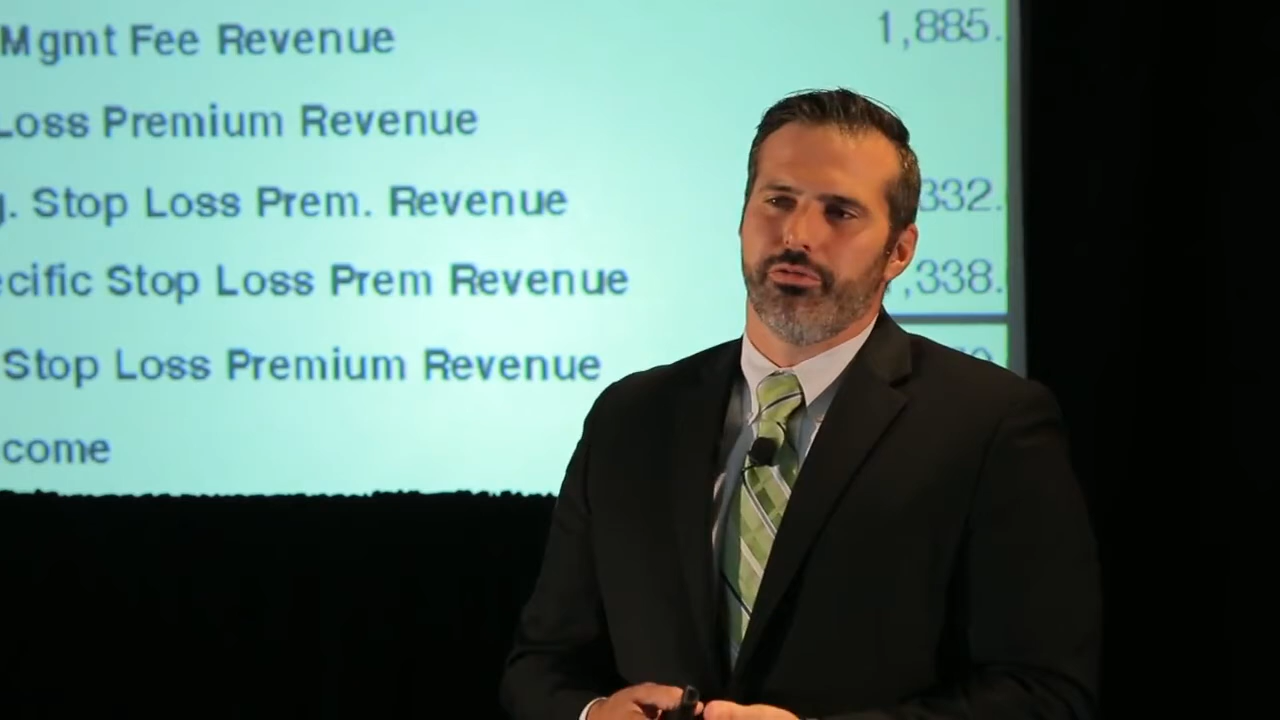 Mgmt Fee Revenue 1,885.
Loss Premium Revenue
. Stop Loss Prem. Revenue 332.
ecific Stop Loss Prem Revenue ,338.
Stop Loss Premium Revenue
come